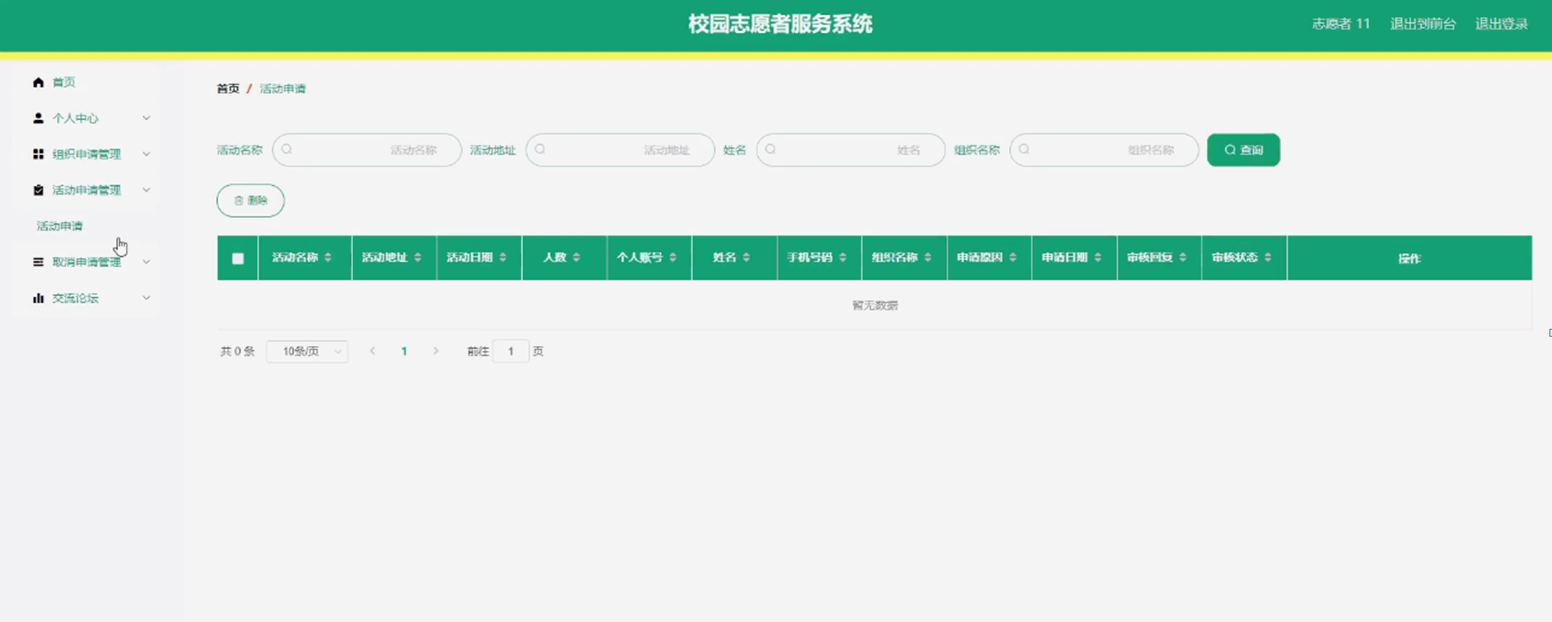 校园志愿者服务系统
志愿者 11 退出到前台 退出登录
首页
个人中心
组织申请管理
活动申请管理
活动申请
取消申请管理
交流论坛
首页 / 活动申请
活动名称 活动名称 活动地址 活动地址 姓名 姓名 组织名称 组织名称 查询
删除
活动名称 活动地址 活动日期 人数 个人账号 姓名 手机号码 组织名称 申请原因 申请日期 审核回复 审核状态 操作
暂无数据
共 0 条 10条/页 1 前往 1 页